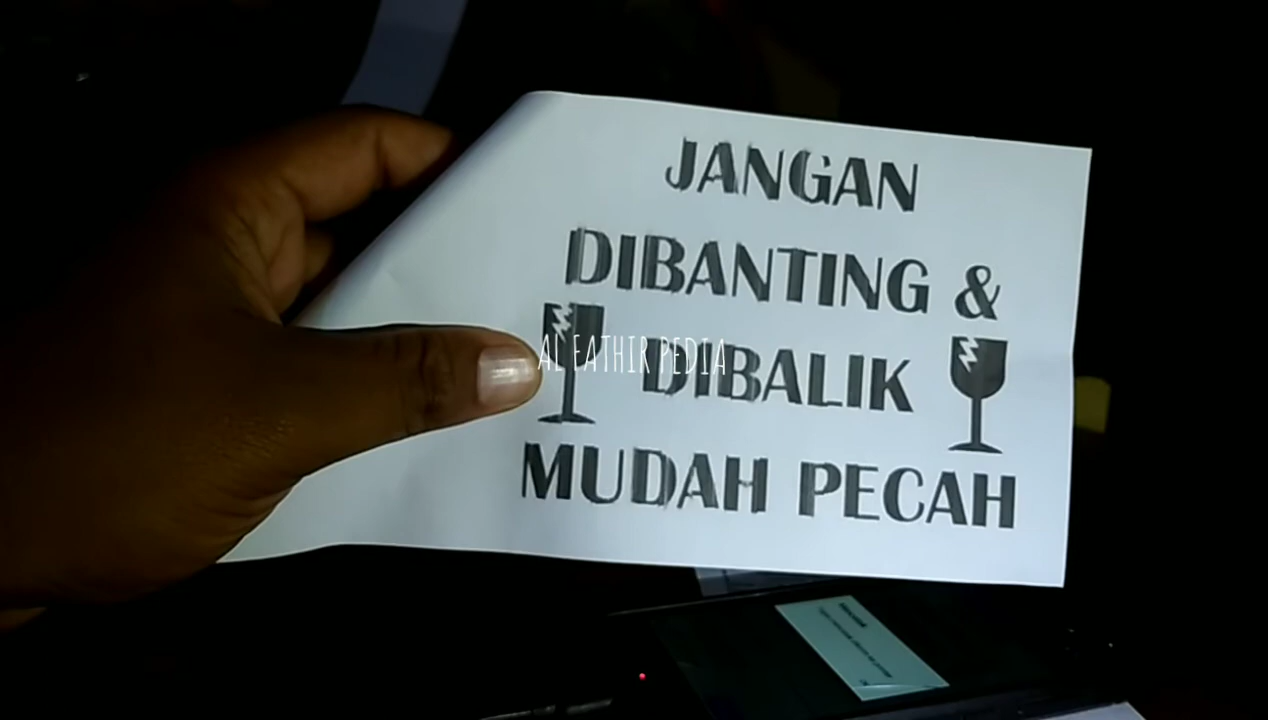 JANGAN
DIBANTING &
DIBALIK
MUDAH PECAH
AL FATHIR PEDIA